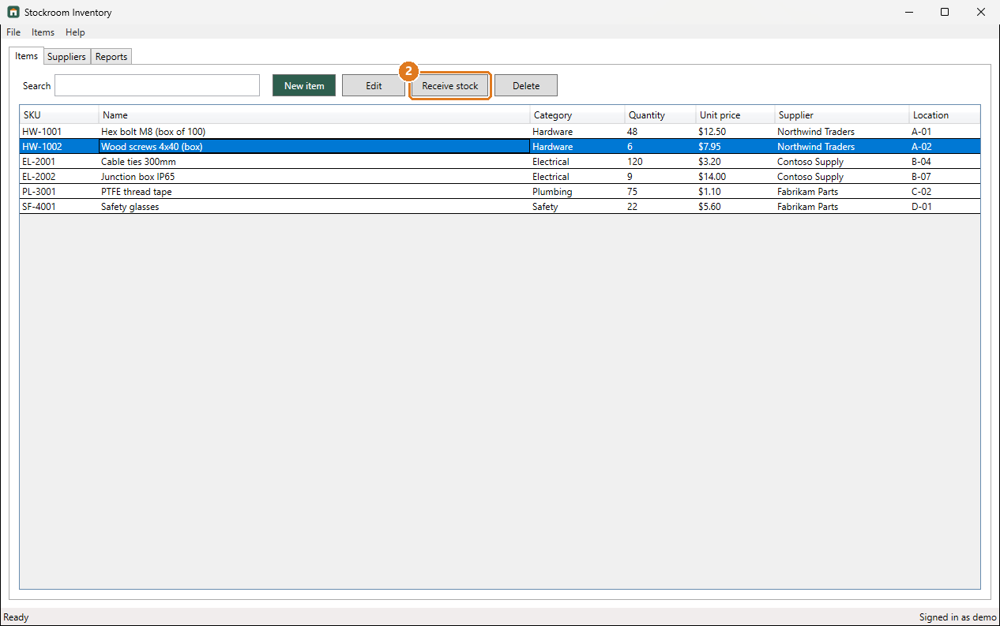 Stockroom Inventory
File Items Help
Items Suppliers Reports
2
Search New item Edit Receive stock Delete
SKU Name Category Quantity Unit price Supplier Location
HW-1001 Hex bolt M8 (box of 100) Hardware 48 $12.50 Northwind Traders A-01
HW-1002 Wood screws 4x40 (box) Hardware 6 $7.95 Northwind Traders A-02
EL-2001 Cable ties 300mm Electrical 120 $3.20 Contoso Supply B-04
EL-2002 Junction box IP65 Electrical 9 $14.00 Contoso Supply B-07
PL-3001 PTFE thread tape Plumbing 75 $1.10 Fabrikam Parts C-02
SF-4001 Safety glasses Safety 22 $5.60 Fabrikam Parts D-01
Ready Signed in as demo